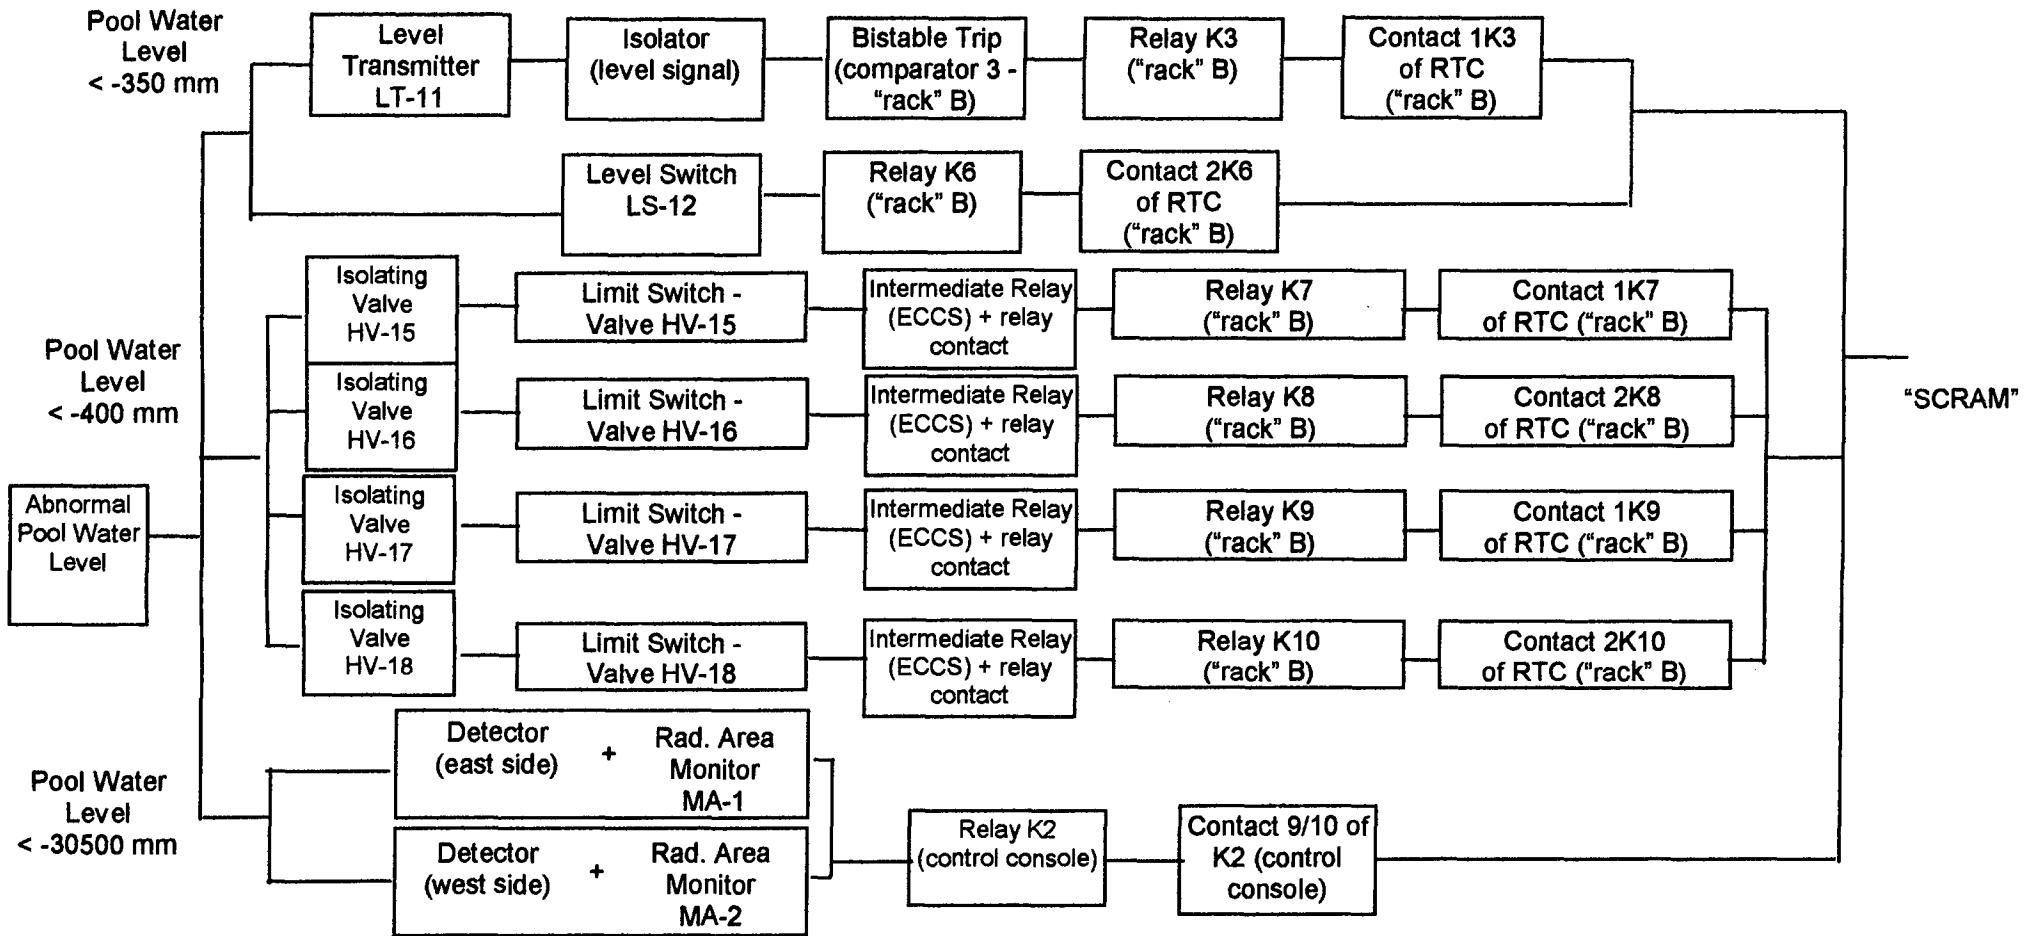 Pool Water
Level
< -350 mm
Level
Transmitter
LT-11
Isolator
(level signal)
Bistable Trip
(comparator 3 -
“rack” B)
Relay K3
(“rack” B)
Contact 1K3
of RTC
(“rack” B)
Level Switch
LS-12
Relay K6
(“rack” B)
Contact 2K6
of RTC
(“rack” B)
Pool Water
Level
< -400 mm
Isolating
Valve
HV-15
Limit Switch -
Valve HV-15
Intermediate Relay
(ECCS) + relay
contact
Relay K7
(“rack” B)
Contact 1K7
of RTC (“rack” B)
Isolating
Valve
HV-16
Limit Switch -
Valve HV-16
Intermediate Relay
(ECCS) + relay
contact
Relay K8
(“rack” B)
Contact 2K8
of RTC (“rack” B)
“SCRAM”
Abnormal
Pool Water
Level
Isolating
Valve
HV-17
Limit Switch -
Valve HV-17
Intermediate Relay
(ECCS) + relay
contact
Relay K9
(“rack” B)
Contact 1K9
of RTC (“rack” B)
Isolating
Valve
HV-18
Limit Switch -
Valve HV-18
Intermediate Relay
(ECCS) + relay
contact
Relay K10
(“rack” B)
Contact 2K10
of RTC (“rack” B)
Pool Water
Level
< -30500 mm
Detector
(east side)
+
Rad. Area
Monitor
MA-1
Detector
(west side)
+
Rad. Area
Monitor
MA-2
Relay K2
(control console)
Contact 9/10 of
K2 (control
console)